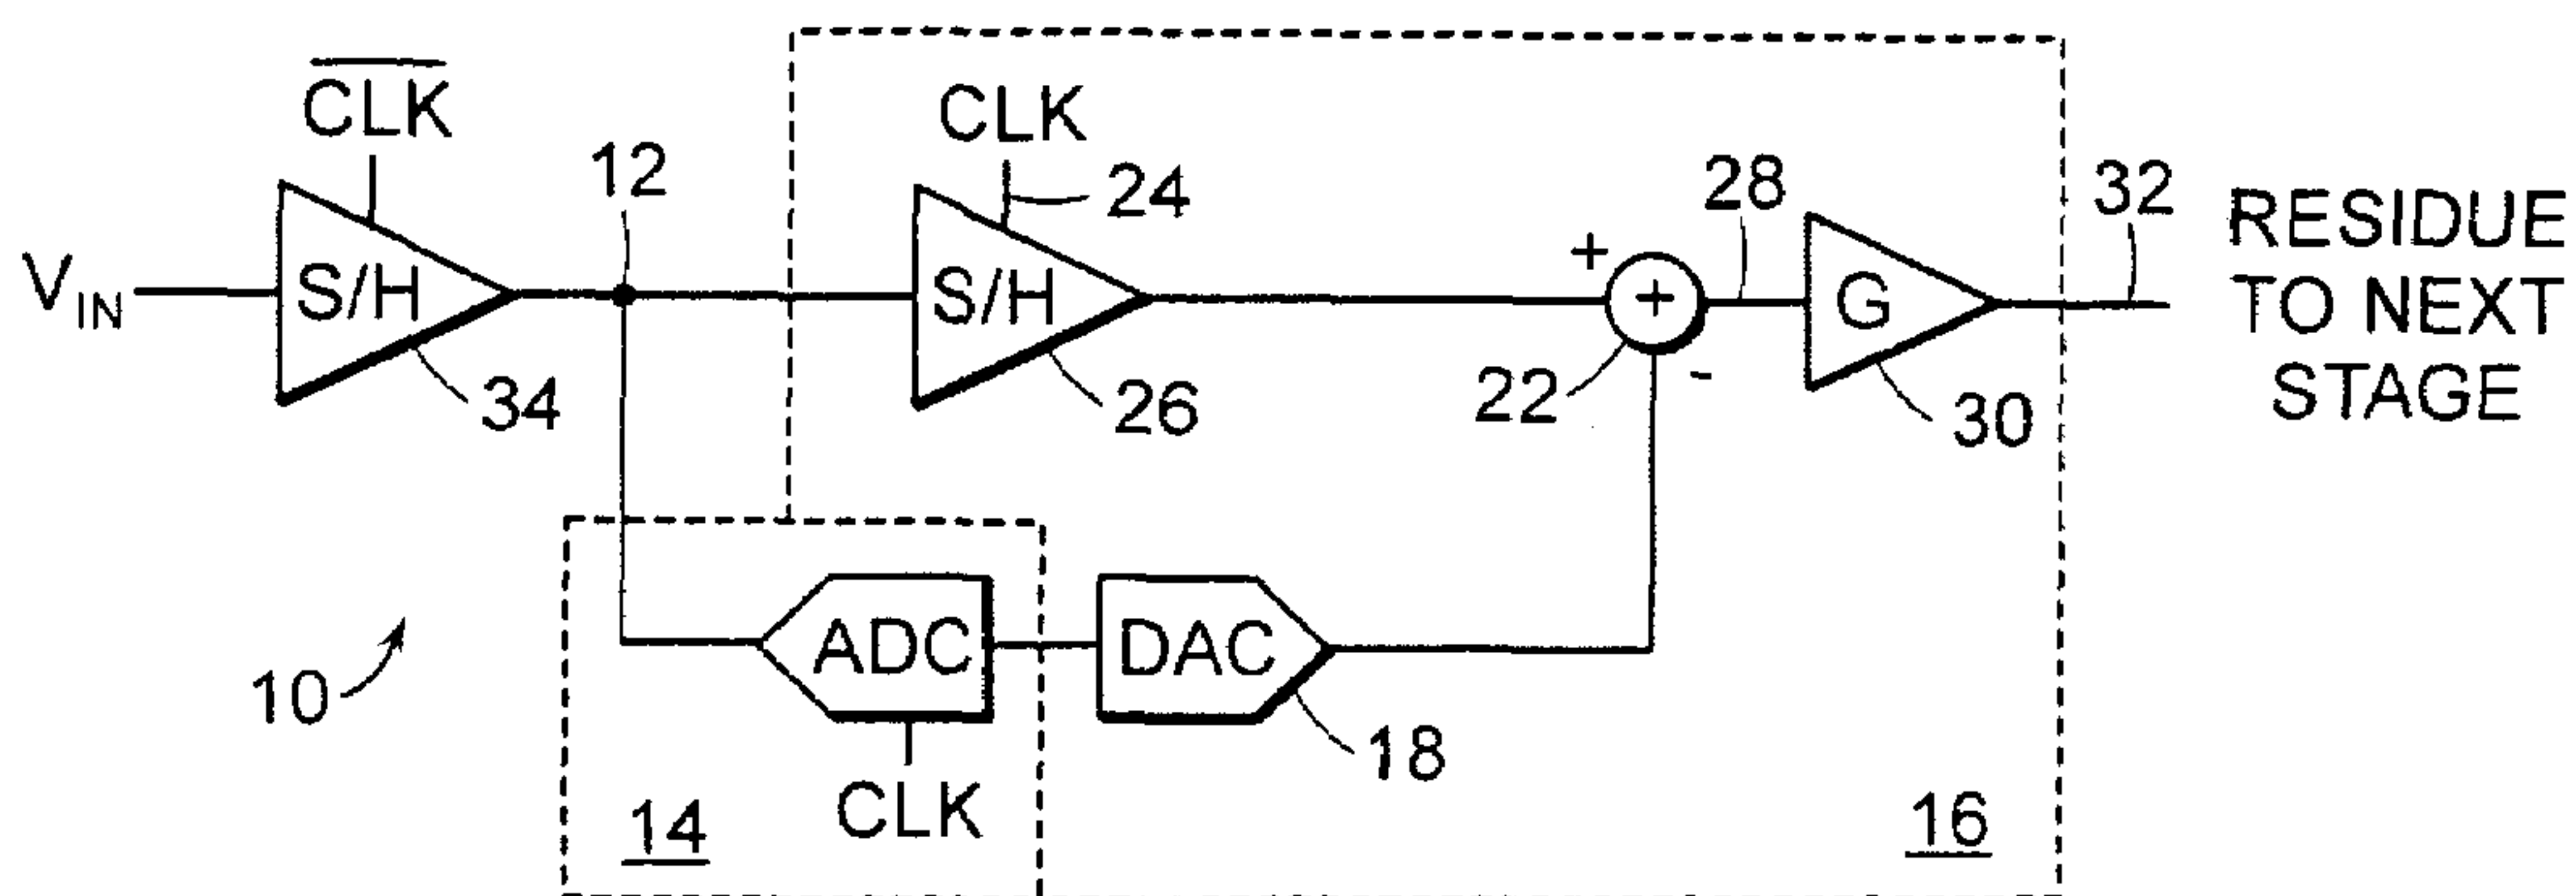 C̅L̅K̅
CLK
12
24
28
32
RESIDUE
TO NEXT
STAGE
V_IN
S/H
S/H
+
+
G
34
26
22
-
30
ADC
DAC
10
18
CLK
14
16